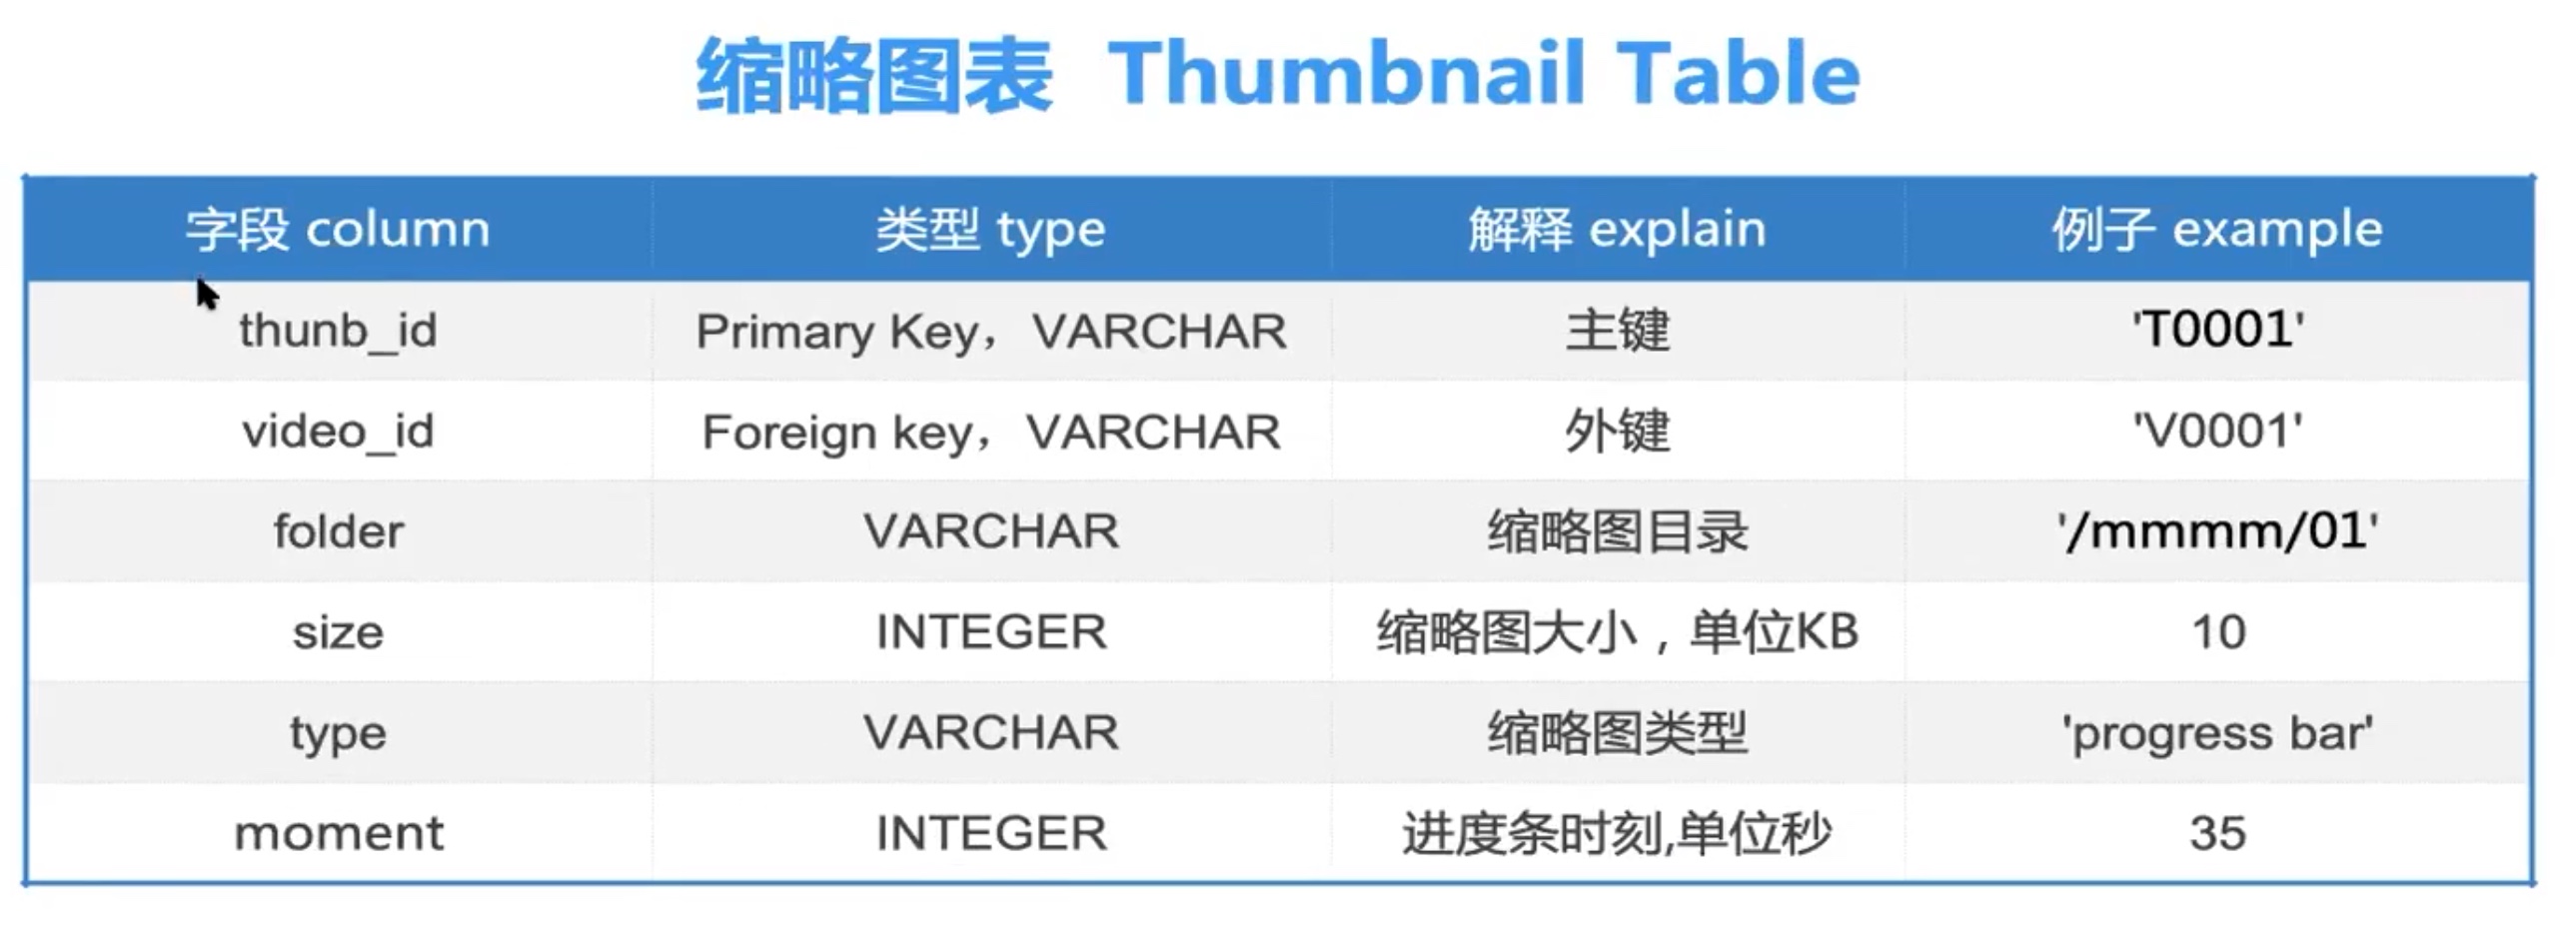 缩略图表 Thumbnail Table
字段 column 类型 type 解释 explain 例子 example
thunb_id Primary Key，VARCHAR 主键 'T0001'
video_id Foreign key，VARCHAR 外键 'V0001'
folder VARCHAR 缩略图目录 '/mmmm/01'
size INTEGER 缩略图大小，单位KB 10
type VARCHAR 缩略图类型 'progress bar'
moment INTEGER 进度条时刻,单位秒 35